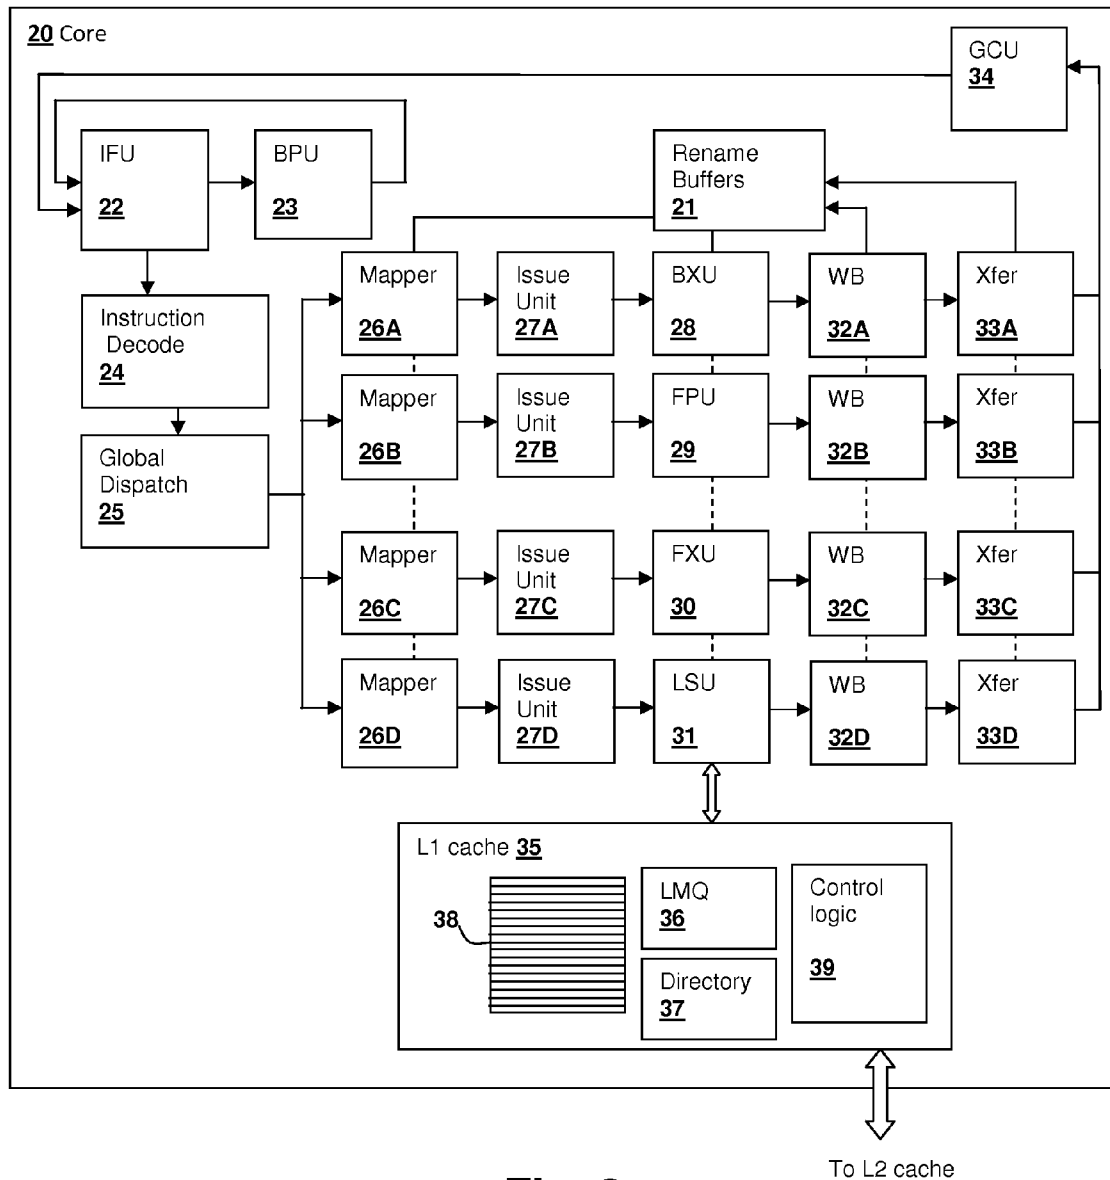 20 Core
GCU
34
IFU
22
BPU
23
Rename
Buffers
21
Mapper
26A
Issue
Unit
27A
BXU
28
WB
32A
Xfer
33A
Instruction
Decode
24
Mapper
26B
Issue
Unit
27B
FPU
29
WB
32B
Xfer
33B
Global
Dispatch
25
Mapper
26C
Issue
Unit
27C
FXU
30
WB
32C
Xfer
33C
Mapper
26D
Issue
Unit
27D
LSU
31
WB
32D
Xfer
33D
L1 cache 35
38
LMQ
36
Directory
37
Control
logic
39
To L2 cache